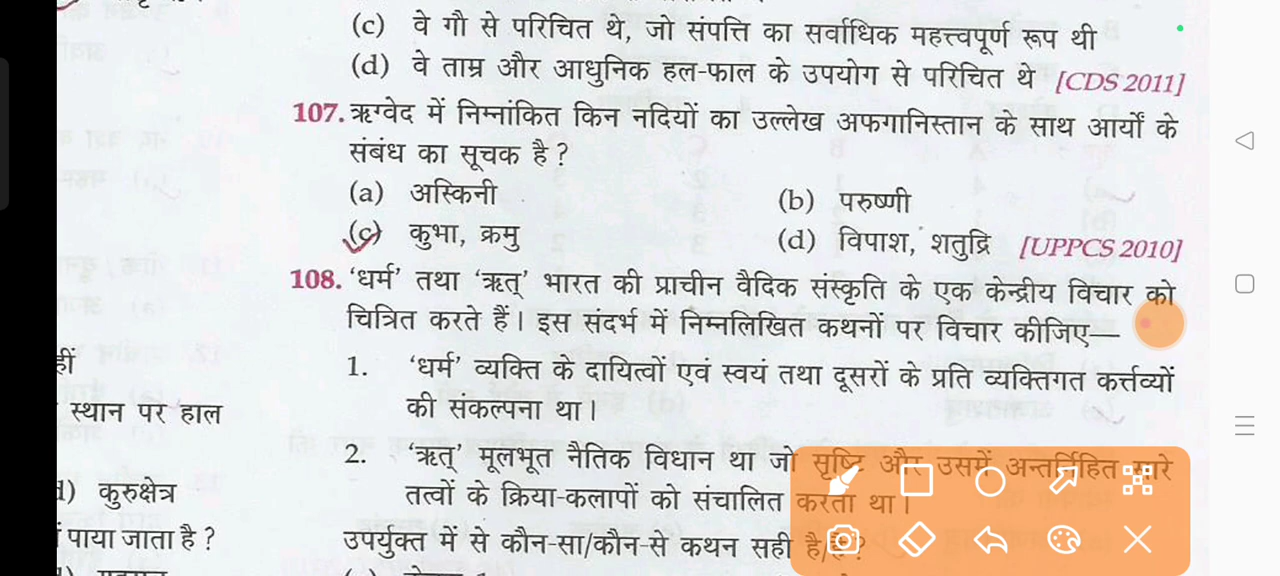 (c) वे गौ से परिचित थे, जो संपत्ति का सर्वाधिक महत्त्वपूर्ण रूप थी
(d) वे ताम्र और आधुनिक हल-फाल के उपयोग से परिचित थे [CDS 2011]
107. ऋग्वेद में निम्नांकित किन नदियों का उल्लेख अफगानिस्तान के साथ आर्यों के
संबंध का सूचक है ?
(a) अस्किनी (b) परुष्णी
(c) कुभा, क्रमु (d) विपाश, शतुद्रि [UPPCS 2010]
108. ‘धर्म’ तथा ‘ऋत्’ भारत की प्राचीन वैदिक संस्कृति के एक केन्द्रीय विचार को
चित्रित करते हैं। इस संदर्भ में निम्नलिखित कथनों पर विचार कीजिए—
1. ‘धर्म’ व्यक्ति के दायित्वों एवं स्वयं तथा दूसरों के प्रति व्यक्तिगत कर्त्तव्यों
की संकल्पना था।
2. ‘ऋत्’ मूलभूत नैतिक विधान था जो सृष्टि और उसमें अन्तर्निहित सारे
तत्वों के क्रिया-कलापों को संचालित करता था।
उपर्युक्त में से कौन-सा/कौन-से कथन सही है/हैं?
हीं
स्थान पर हाल
कुरुक्षेत्र
पाया जाता है ?